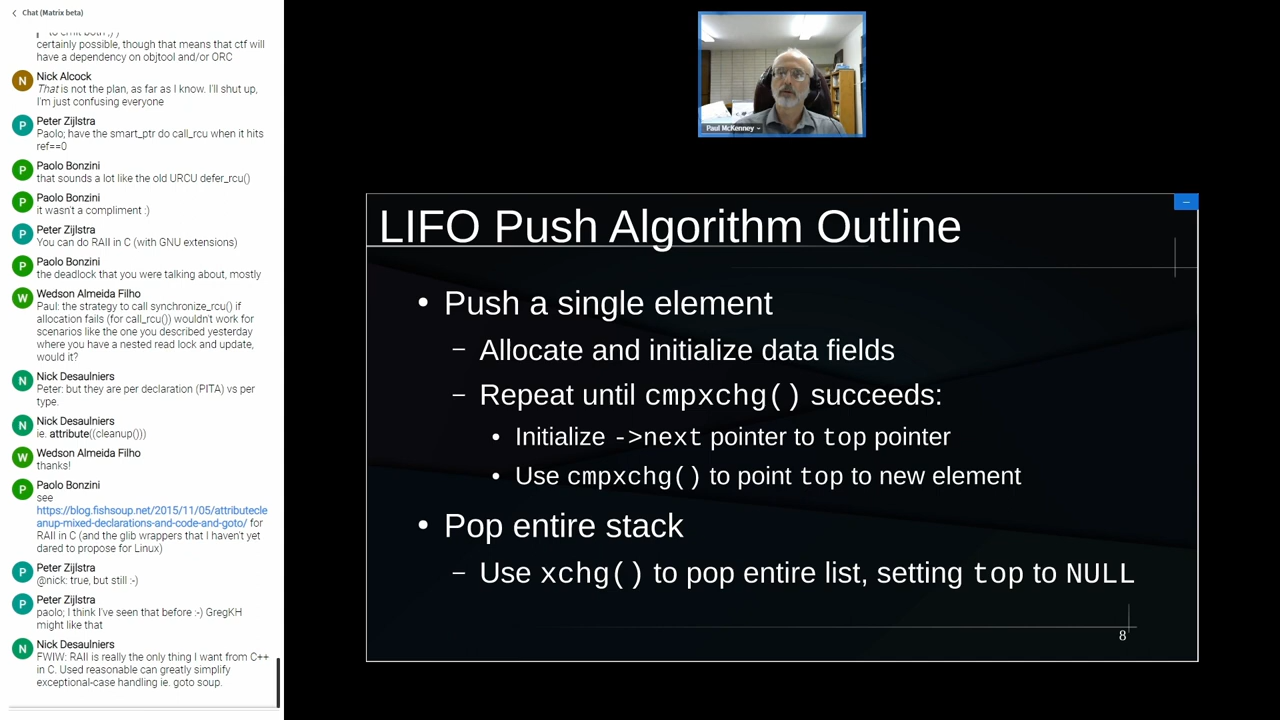 Chat (Matrix beta)
to emit both ;) )
certainly possible, though that means that ctf will
have a dependency on objtool and/or ORC
N
Nick Alcock
That is not the plan, as far as I know. I'll shut up,
I'm just confusing everyone
P
Peter Zijlstra
Paolo; have the smart_ptr do call_rcu when it hits
ref==0
P
Paolo Bonzini
that sounds a lot like the old URCU defer_rcu()
P
Paolo Bonzini
it wasn't a compliment :)
P
Peter Zijlstra
You can do RAII in C (with GNU extensions)
P
Paolo Bonzini
the deadlock that you were talking about, mostly
W
Wedson Almeida Filho
Paul: the strategy to call synchronize_rcu() if
allocation fails (for call_rcu()) wouldn't work for
scenarios like the one you described yesterday
where you have a nested read lock and update,
would it?
N
Nick Desaulniers
Peter: but they are per declaration (PITA) vs per
type.
N
Nick Desaulniers
ie. attribute((cleanup()))
W
Wedson Almeida Filho
thanks!
P
Paolo Bonzini
see
https://blog.fishsoup.net/2015/11/05/attributecle
anup-mixed-declarations-and-code-and-goto/ for
RAII in C (and the glib wrappers that I haven't yet
dared to propose for Linux)
P
Peter Zijlstra
@nick: true, but still :-)
P
Peter Zijlstra
paolo; I think I've seen that before :-) GregKH
might like that
N
Nick Desaulniers
FWIW: RAII is really the only thing I want from C++
in C. Used reasonable can greatly simplify
exceptional-case handling ie. goto soup.
Paul McKenney
LIFO Push Algorithm Outline
• Push a single element
– Allocate and initialize data fields
– Repeat until cmpxchg() succeeds:
• Initialize ->next pointer to top pointer
• Use cmpxchg() to point top to new element
• Pop entire stack
– Use xchg() to pop entire list, setting top to NULL
8